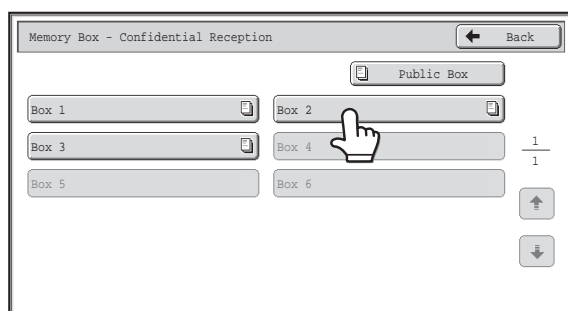 Memory Box - Confidential Reception
Back
Public Box
Box 1
Box 2
Box 3
Box 4
1
1
Box 5
Box 6